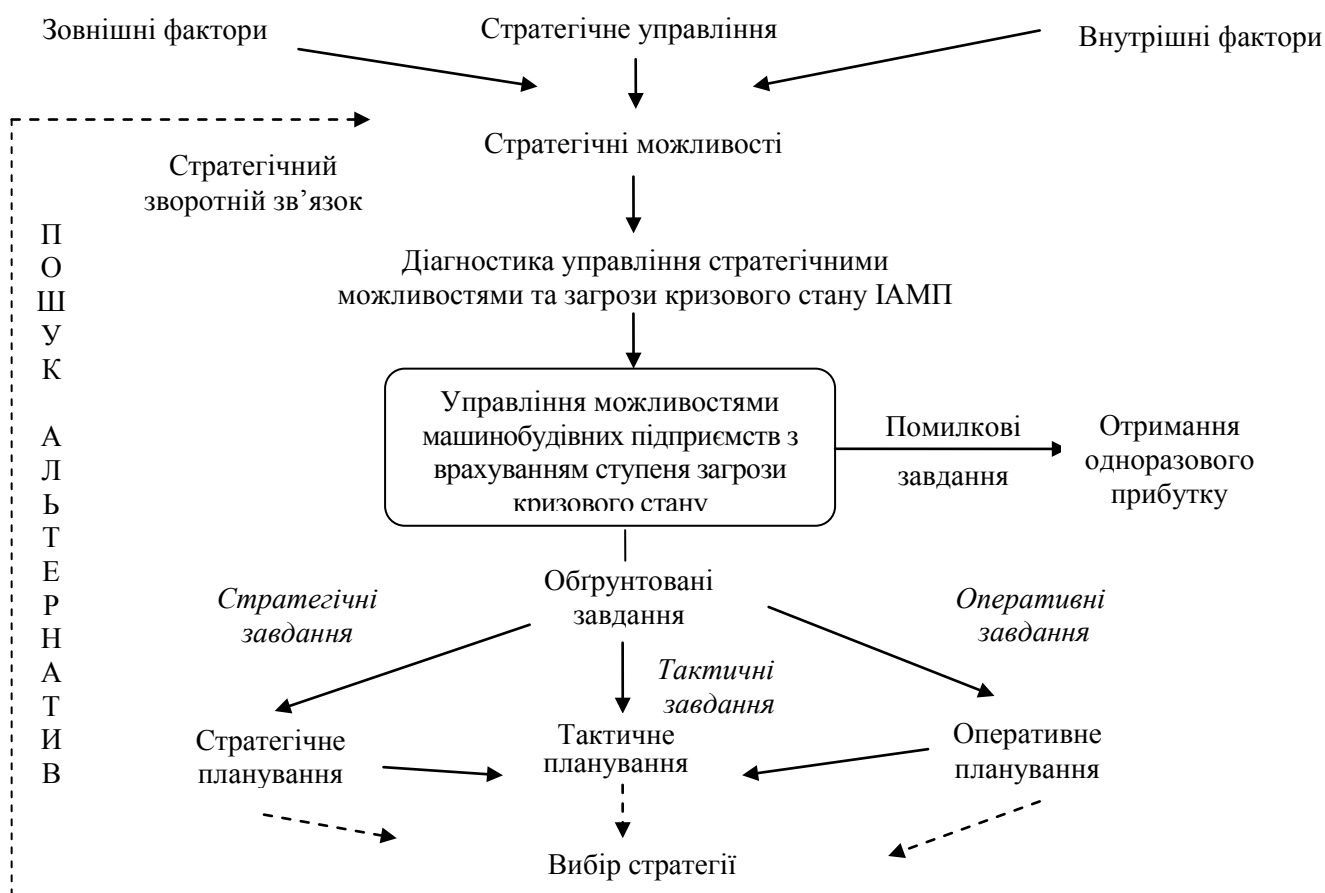 Зовнішні фактори
Стратегічне управління
Внутрішні фактори
Стратегічні можливості
Стратегічний
зворотній зв’язок
ПОШУК АЛЬТЕРНАТИВ
Діагностика управління стратегічними
можливостями та загрози кризового стану ІАМП
Управління можливостями
машинобудівних підприємств з
врахуванням ступеня загрози
кризового стану
Помилкові
завдання
Отримання
одноразового
прибутку
Обґрунтовані
завдання
Стратегічні
завдання
Тактичні
завдання
Оперативні
завдання
Стратегічне
планування
Тактичне
планування
Оперативне
планування
Вибір стратегії